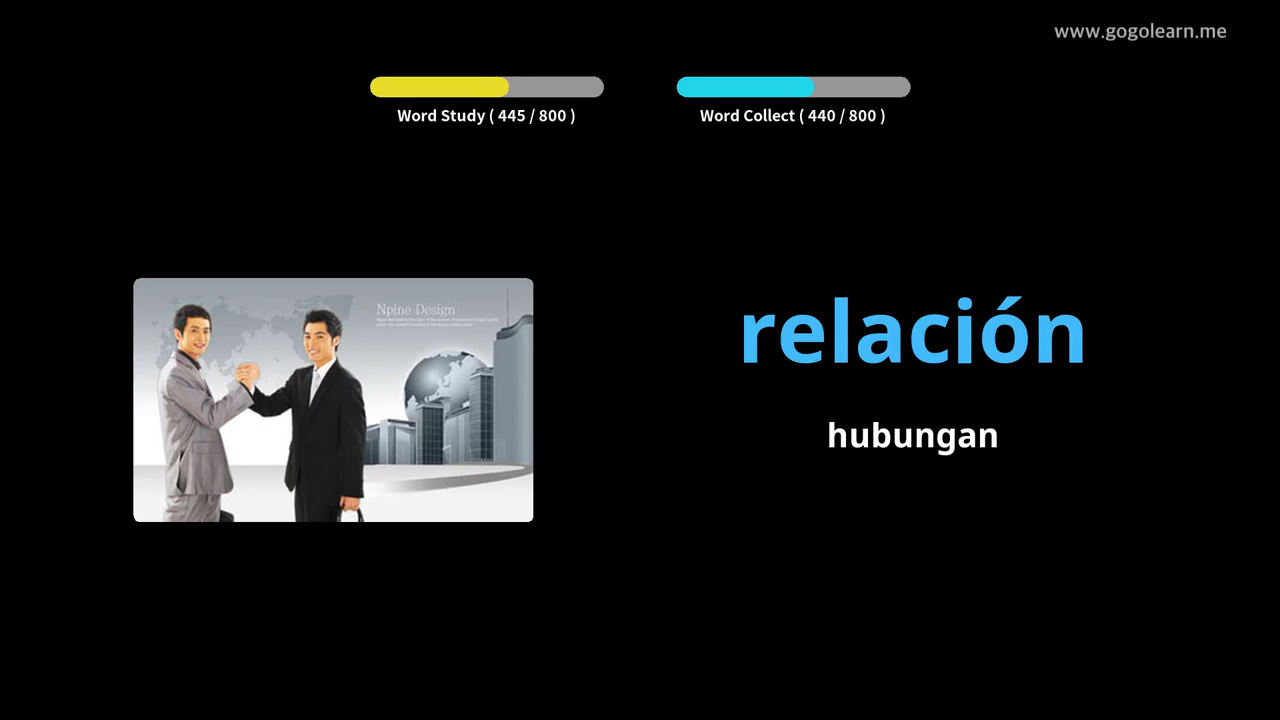 www.gogolearn.me
Word Study ( 445 / 800 )
Word Collect ( 440 / 800 )
Npine Design
relación
hubungan